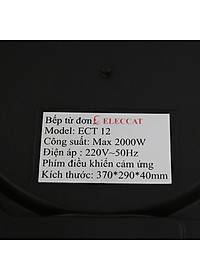 Bếp từ đơn ELECCAT
Model: ECT 12
Công suất: Max 2000W
Điện áp : 220V~50Hz
Phím điều khiển cảm ứng
Kích thước: 370*290*40mm